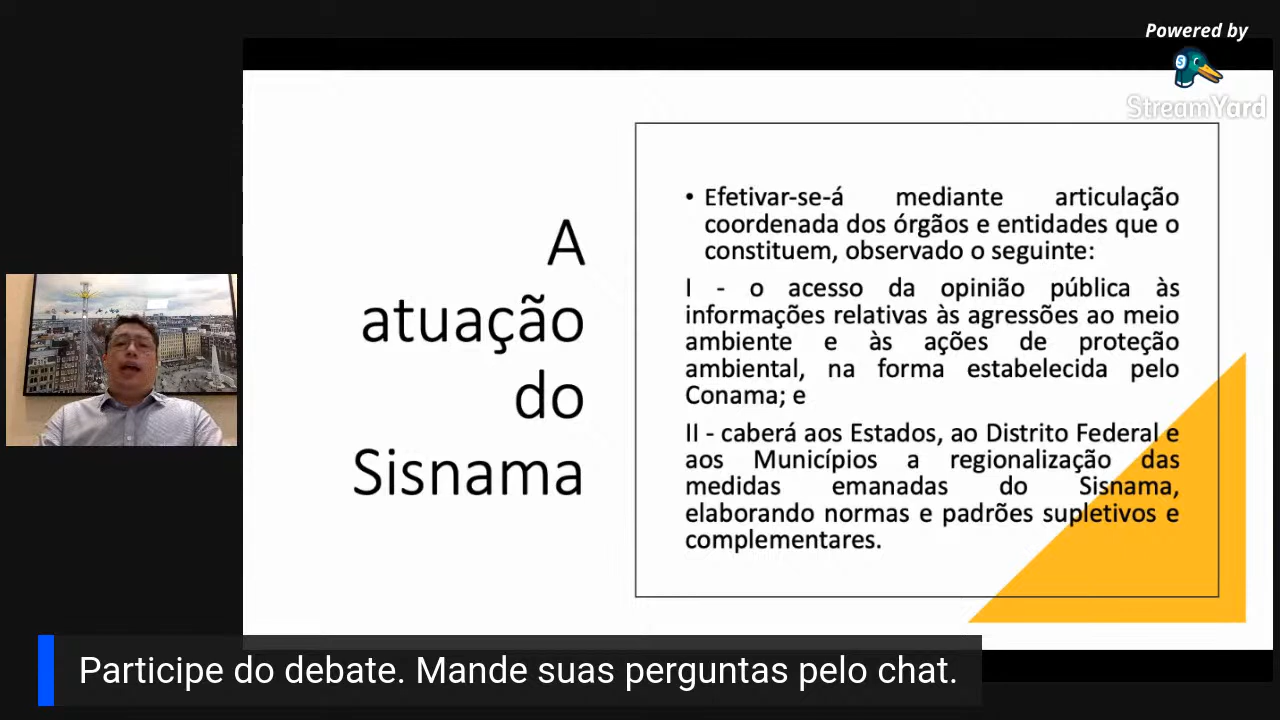 Powered by
StreamYard
A
atuação
do
Sisnama
• Efetivar-se-á mediante articulação
coordenada dos órgãos e entidades que o
constituem, observado o seguinte:
I - o acesso da opinião pública às
informações relativas às agressões ao meio
ambiente e às ações de proteção
ambiental, na forma estabelecida pelo
Conama; e
II - caberá aos Estados, ao Distrito Federal e
aos Municípios a regionalização das
medidas emanadas do Sisnama,
elaborando normas e padrões supletivos e
complementares.
Participe do debate. Mande suas perguntas pelo chat.